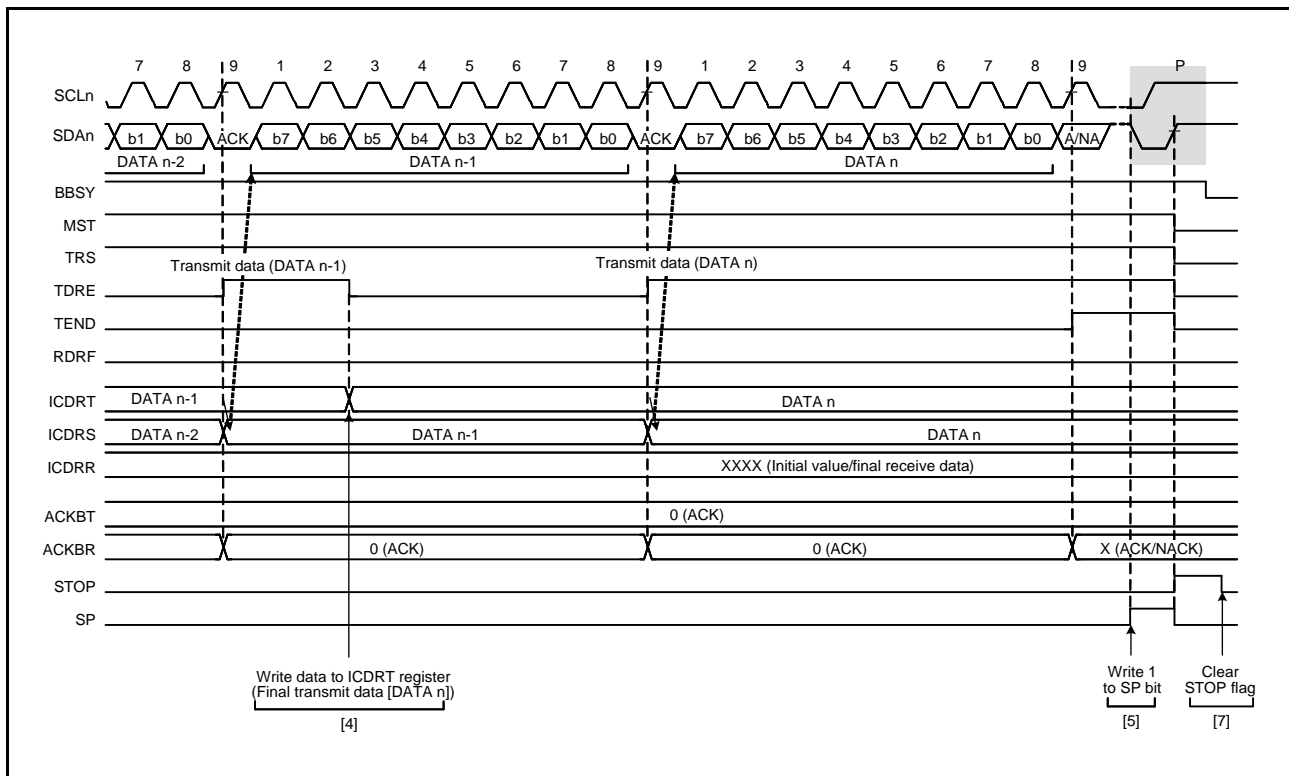 7 8 9 1 2 3 4 5 6 7 8 9 1 2 3 4 5 6 7 8 9 P
SCLn
SDAn b1 b0 ACK b7 b6 b5 b4 b3 b2 b1 b0 ACK b7 b6 b5 b4 b3 b2 b1 b0 A/NA
DATA n-2 DATA n-1 DATA n
BBSY
MST
TRS
Transmit data (DATA n-1) Transmit data (DATA n)
TDRE
TEND
RDRF
ICDRT DATA n-1 DATA n
ICDRS DATA n-2 DATA n-1 DATA n
ICDRR XXXX (Initial value/final receive data)
ACKBT 0 (ACK)
ACKBR 0 (ACK) 0 (ACK) X (ACK/NACK)
STOP
SP
Write data to ICDRT register
(Final transmit data [DATA n])
[4]
Write 1
to SP bit
[5]
Clear
STOP flag
[7]